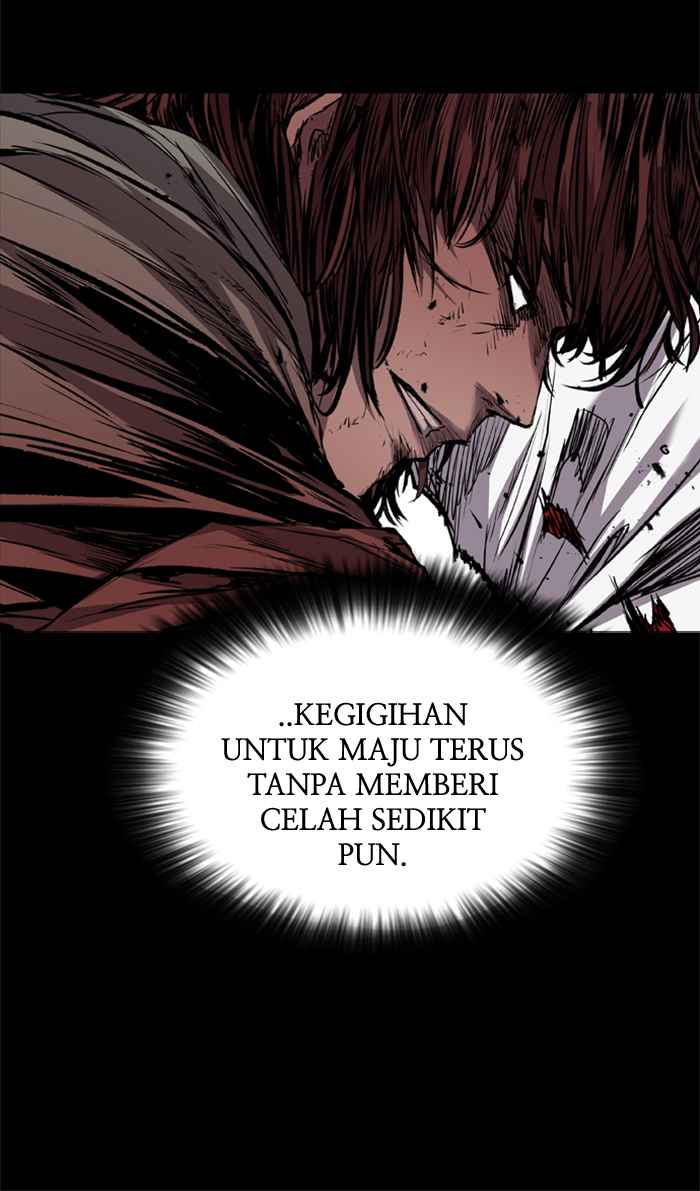 ..KEGIGIHAN
UNTUK MAJU TERUS
TANPA MEMBERI
CELAH SEDIKIT
PUN.